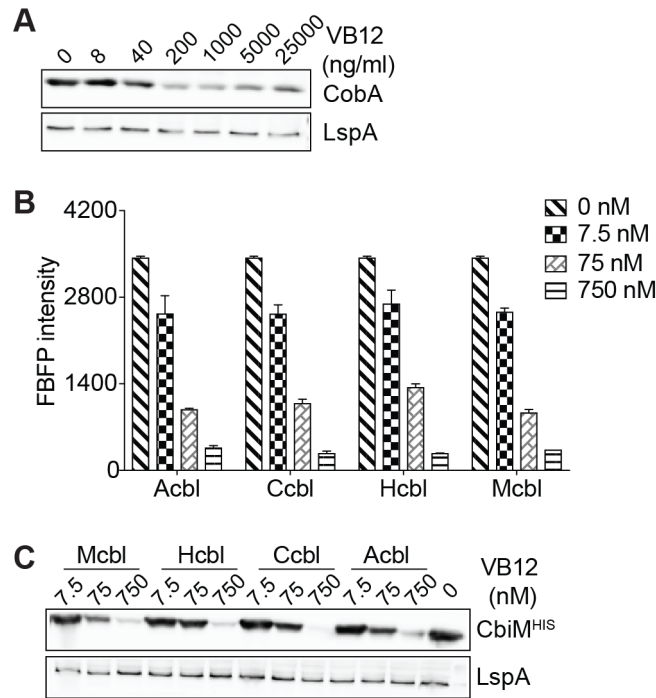 A
0 8 40 200 1000 5000 25000 VB12
(ng/ml)
CobA
LspA
B
4200
2800
1400
0
FBFP intensity
Acbl Ccbl Hcbl Mcbl
0 nM
7.5 nM
75 nM
750 nM
C
Mcbl Hcbl Ccbl Acbl
7.5 75 750 7.5 75 750 7.5 75 750 7.5 75 750 0 VB12
(nM)
CbiMHIS
LspA